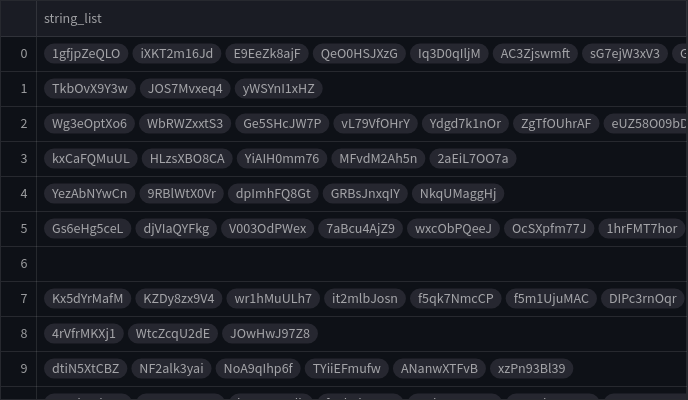 string_list
0 1gfjpZeQLO iXKT2m16Jd E9EeZk8ajF QeO0HSJXzG Iq3D0qIljM AC3Zjswmft sG7ejW3xV3
1 TkbOvX9Y3w JOS7Mvxeq4 yWSYnI1xHZ
2 Wg3eOptXo6 WbRWZxxtS3 Ge5SHcJW7P vL79VfOHrY Ydgd7k1nOr ZgTfOUhrAF
3 kxCaFQMuUL HLzsXBO8CA YiAIH0mm76 MFvdM2Ah5n 2aEiL7OO7a
4 YezAbNYwCn 9RBlWtX0Vr dpImhFQ8Gt GRBsJnxqIY NkqUMaggHj
5 Gs6eHg5ceL djVIaQYFkg V003OdPWex 7aBcu4AjZ9 wxcObPQeeJ OcSXpfm77J 1hrFMT7hor
6
7 Kx5dYrMafM KZDy8zx9V4 wr1hMuULh7 it2mlbJosn f5qk7NmcCP f5m1UjuMAC DIPc3rnOqr
8 4rVfrMKXj1 WtcZcqU2dE JOwHwJ97Z8
9 dtiN5XtCBZ NF2alk3yai NoA9qIhp6f TYiiEFmufw ANanwXTFvB xzPn93Bl39